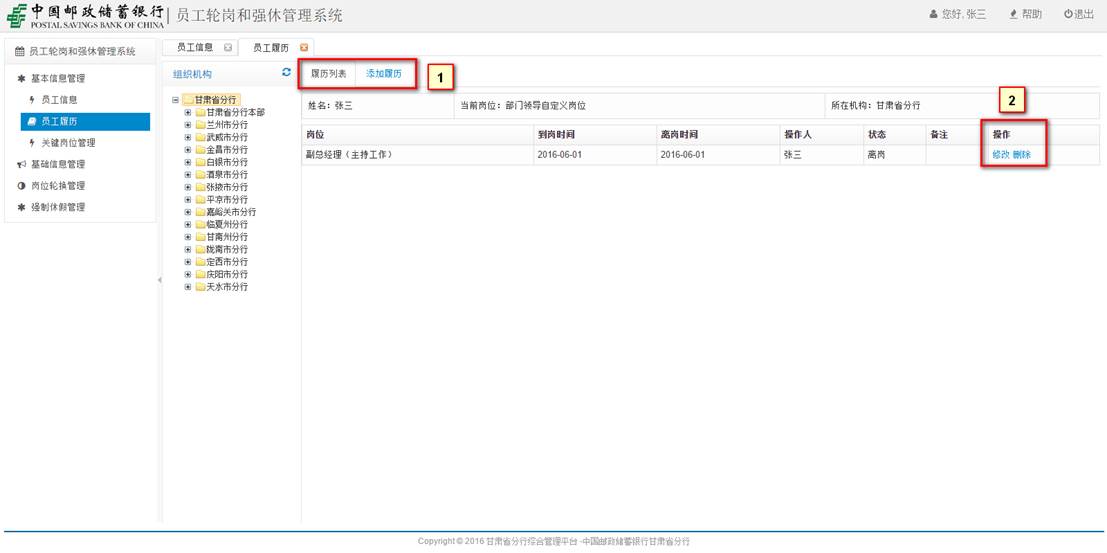 中国邮政储蓄银行 员工轮岗和强休管理系统 您好, 张三 帮助 退出
POSTAL SAVINGS BANK OF CHINA
员工轮岗和强休管理系统
基本信息管理
员工信息
员工履历
关键岗位管理
基础信息管理
岗位轮换管理
强制休假管理
员工信息 员工履历
组织机构
甘肃省分行
甘肃省分行本部
兰州市分行
武威市分行
金昌市分行
白银市分行
酒泉市分行
张掖市分行
平凉市分行
嘉峪关市分行
临夏州分行
甘南州分行
陇南市分行
定西市分行
庆阳市分行
天水市分行
履历列表 添加履历 1
姓名：张三 当前岗位：部门领导自定义岗位 所在机构：甘肃省分行
2
岗位 到岗时间 离岗时间 操作人 状态 备注 操作
副总经理（主持工作） 2016-06-01 2016-06-01 张三 离岗 修改 删除
Copyright © 2016 甘肃省分行综合管理平台 -中国邮政储蓄银行甘肃省分行